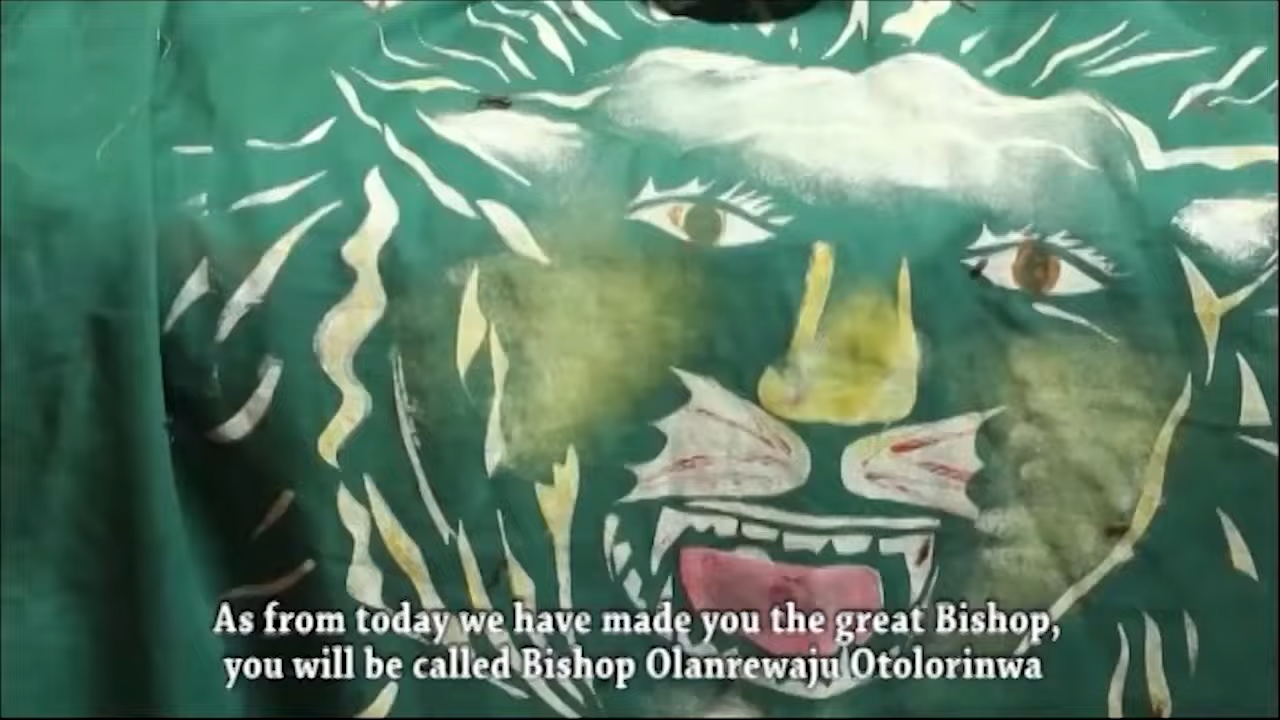 As from today we have made you the great Bishop,
you will be called Bishop Olanrewaju Otolorinwa